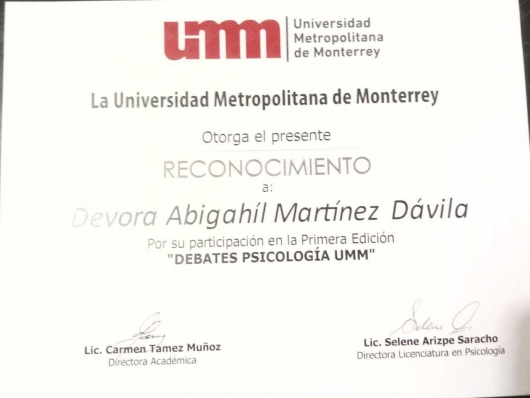 umm
Universidad
Metropolitana
de Monterrey
La Universidad Metropolitana de Monterrey
Otorga el presente
RECONOCIMIENTO
a:
Devora Abigahíl Martínez Dávila
Por su participación en la Primera Edición
"DEBATES PSICOLOGÍA UMM"
Lic. Carmen Tamez Muñoz
Directora Académica
Selene
Lic. Selene Arizpe Saracho
Directora Licenciatura en Psicología